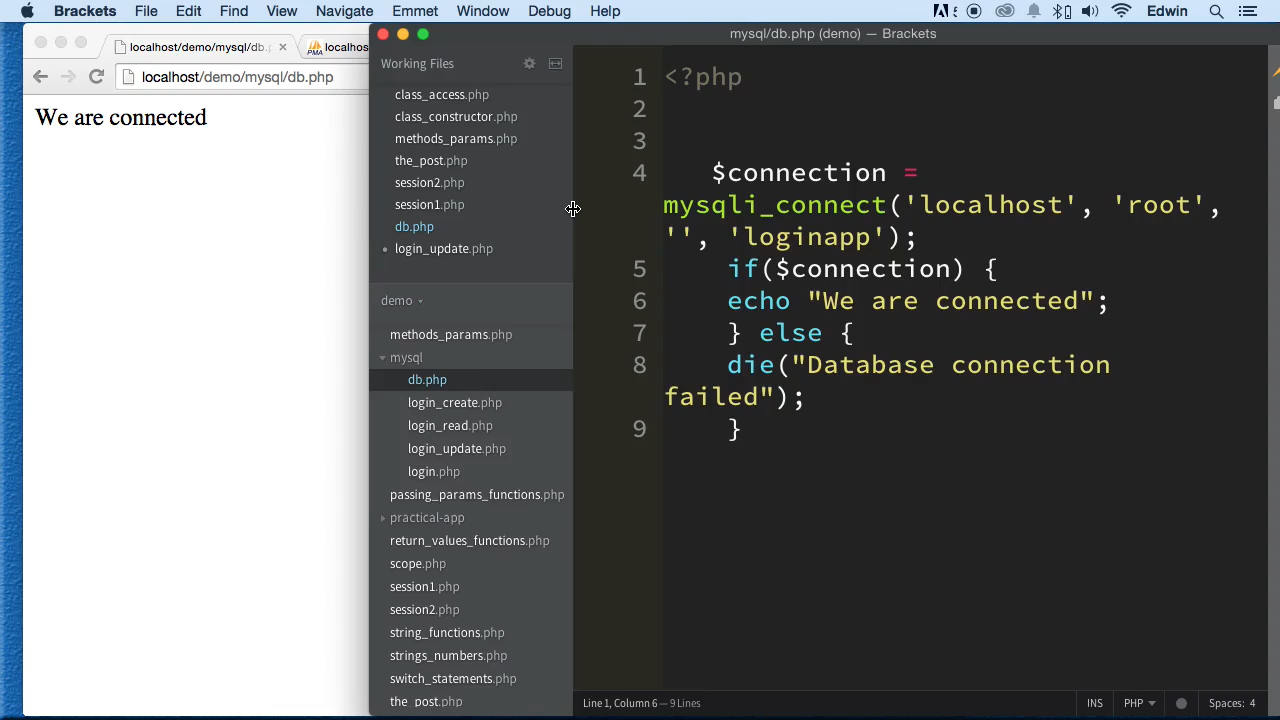 Brackets File Edit Find View Navigate Emmet Window Debug Help Edwin
localhost/demo/mysql/db.p
localhos
localhost/demo/mysql/db.php
We are connected
mysql/db.php (demo) — Brackets
Working Files
class_access.php
class_constructor.php
methods_params.php
the_post.php
session2.php
session1.php
db.php
login_update.php
demo
methods_params.php
mysql
db.php
login_create.php
login_read.php
login_update.php
login.php
passing_params_functions.php
practical-app
return_values_functions.php
scope.php
session1.php
session2.php
string_functions.php
strings_numbers.php
switch_statements.php
the_post.php
1 <?php
2
3
4 $connection =
mysqli_connect('localhost', 'root',
'', 'loginapp');
5 if($connection) {
6 echo "We are connected";
7 } else {
8 die("Database connection
failed");
9 }
Line 1, Column 6 — 9 Lines
INS PHP Spaces: 4